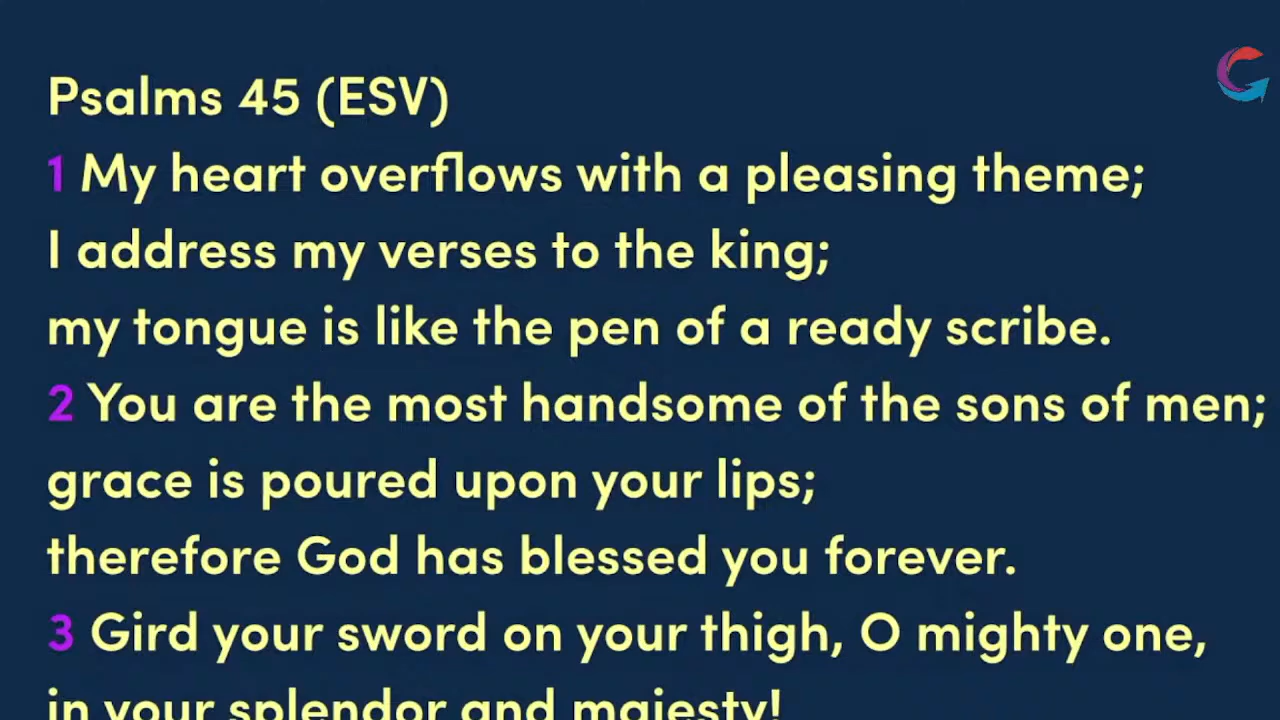 Psalms 45 (ESV)
1 My heart overflows with a pleasing theme;
I address my verses to the king;
my tongue is like the pen of a ready scribe.
2 You are the most handsome of the sons of men;
grace is poured upon your lips;
therefore God has blessed you forever.
3 Gird your sword on your thigh, O mighty one,
in your splendor and majesty!